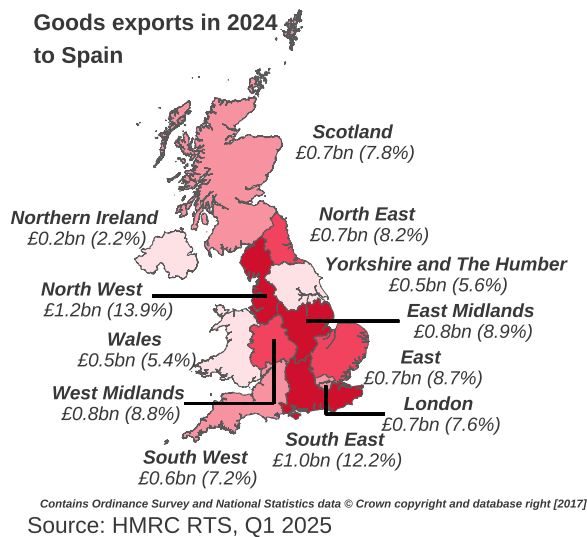 Goods exports in 2024
to Spain
Scotland
£0.7bn (7.8%)
Northern Ireland
£0.2bn (2.2%)
North East
£0.7bn (8.2%)
Yorkshire and The Humber
£0.5bn (5.6%)
North West
£1.2bn (13.9%)
East Midlands
£0.8bn (8.9%)
Wales
£0.5bn (5.4%)
East
£0.7bn (8.7%)
West Midlands
£0.8bn (8.8%)
London
£0.7bn (7.6%)
South East
£1.0bn (12.2%)
South West
£0.6bn (7.2%)
Contains Ordinance Survey and National Statistics data © Crown copyright and database right [2017]
Source: HMRC RTS, Q1 2025